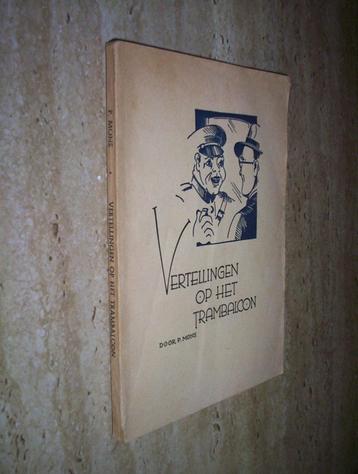 P. MONS
VERTELLINGEN OP HET TRAMBALCON
VERTELLINGEN
OP HET
TRAMBALCON
DOOR P. MONS